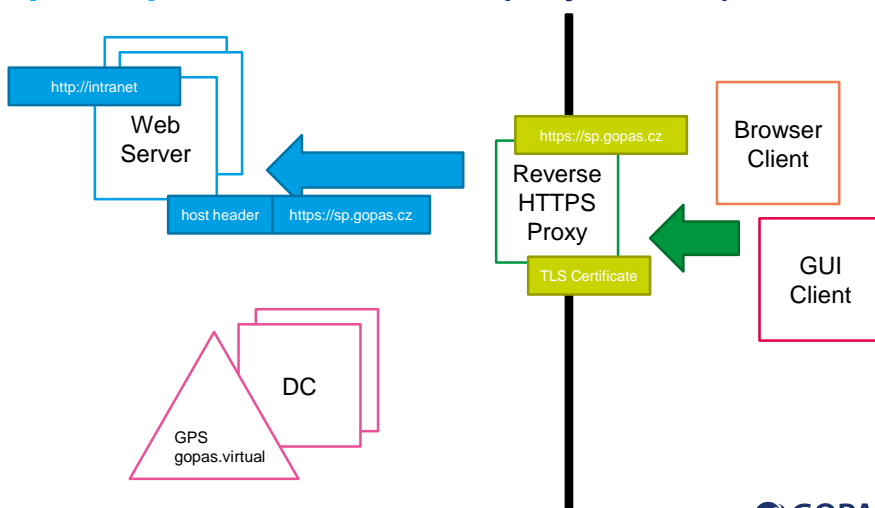 http://intranet
Web
Server
host header
https://sp.gopas.cz
https://sp.gopas.cz
Reverse
HTTPS
Proxy
TLS Certificate
Browser
Client
GUI
Client
DC
GPS
gopas.virtual